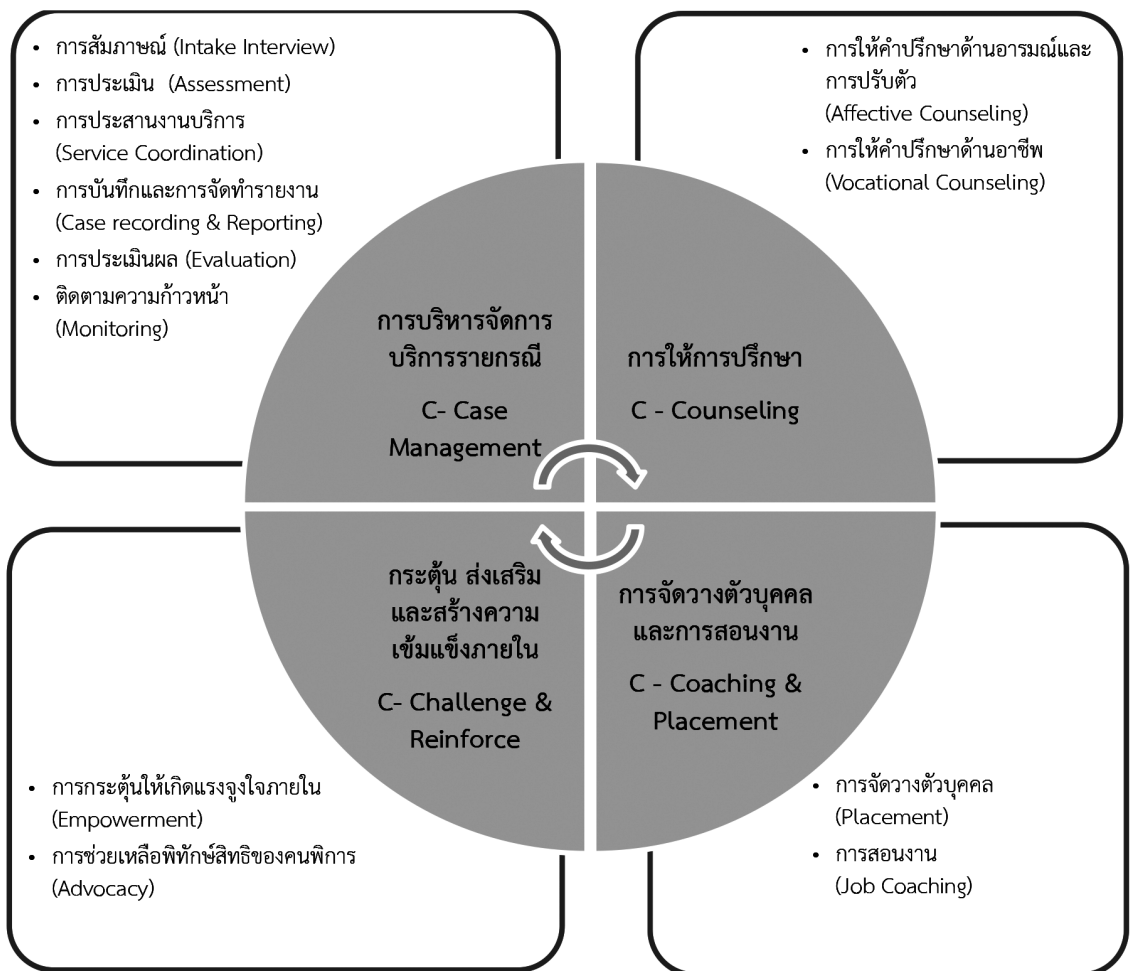 • การสัมภาษณ์ (Intake Interview)
• การประเมิน (Assessment)
• การประสานงานบริการ
(Service Coordination)
• การบันทึกและการจัดทำรายงาน
(Case recording & Reporting)
• การประเมินผล (Evaluation)
• ติดตามความก้าวหน้า
(Monitoring)
• การให้คำปรึกษาด้านอารมณ์และ
การปรับตัว
(Affective Counseling)
• การให้คำปรึกษาด้านอาชีพ
(Vocational Counseling)
การบริหารจัดการ
บริการรายกรณี
C- Case
Management
การให้การปรึกษา
C - Counseling
กระตุ้น ส่งเสริม
และสร้างความ
เข้มแข็งภายใน
C- Challenge &
Reinforce
การจัดวางตัวบุคคล
และการสอนงาน
C - Coaching &
Placement
• การกระตุ้นให้เกิดแรงจูงใจภายใน
(Empowerment)
• การช่วยเหลือพิทักษ์สิทธิของคนพิการ
(Advocacy)
• การจัดวางตัวบุคคล
(Placement)
• การสอนงาน
(Job Coaching)